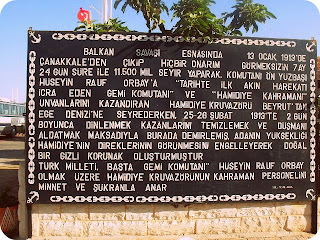 BALKAN SAVAŞI ESNASINDA 13 OCAK 1913'DE
ÇANAKKALE'DEN ÇIKIP HİÇBİR ONARIM GÖRMEKSİZİN 7 AY
24 GÜN SÜRE İLE 11.500 MİL SEYİR YAPARAK, KOMUTANI ÖN YÜZBAŞI
HÜSEYİN RAUF ORBAY'A "TARİHTE İLK AKIN HAREKATI
İCRA EDEN GEMİ KOMUTANI" VE "HAMİDİYE KAHRAMANI"
UNVANLARINI KAZANDIRAN HAMİDİYE KRUVAZÖRÜ BEYRUT'TAN,
EGE DENİZİ'NE SEYREDERKEN, 25-26 ŞUBAT 1913'TE 2 GÜN
BOYUNCA DİNLENMEK KAZANLARINI TEMİZLEMEK VE DÜŞMANI
ALDATMAK MAKSADIYLA BURADA DEMİRLEMİŞ, ADANIN YÜKSEKLİĞİ
HAMİDİYE'NİN DİREKLERİNİN GÖRÜNMESİNİ ENGELLEYEREK DOĞAL
BİR GİZLİ KORUNAK OLUŞTURMUŞTUR
TÜRK MİLLETİ, BAŞTA GEMİ KOMUTANI HÜSEYİN RAUF ORBAY
OLMAK ÜZERE HAMİDİYE KRUVAZÖRÜNÜN KAHRAMAN PERSONELİNİ
MİNNET VE ŞÜKRANLA ANAR